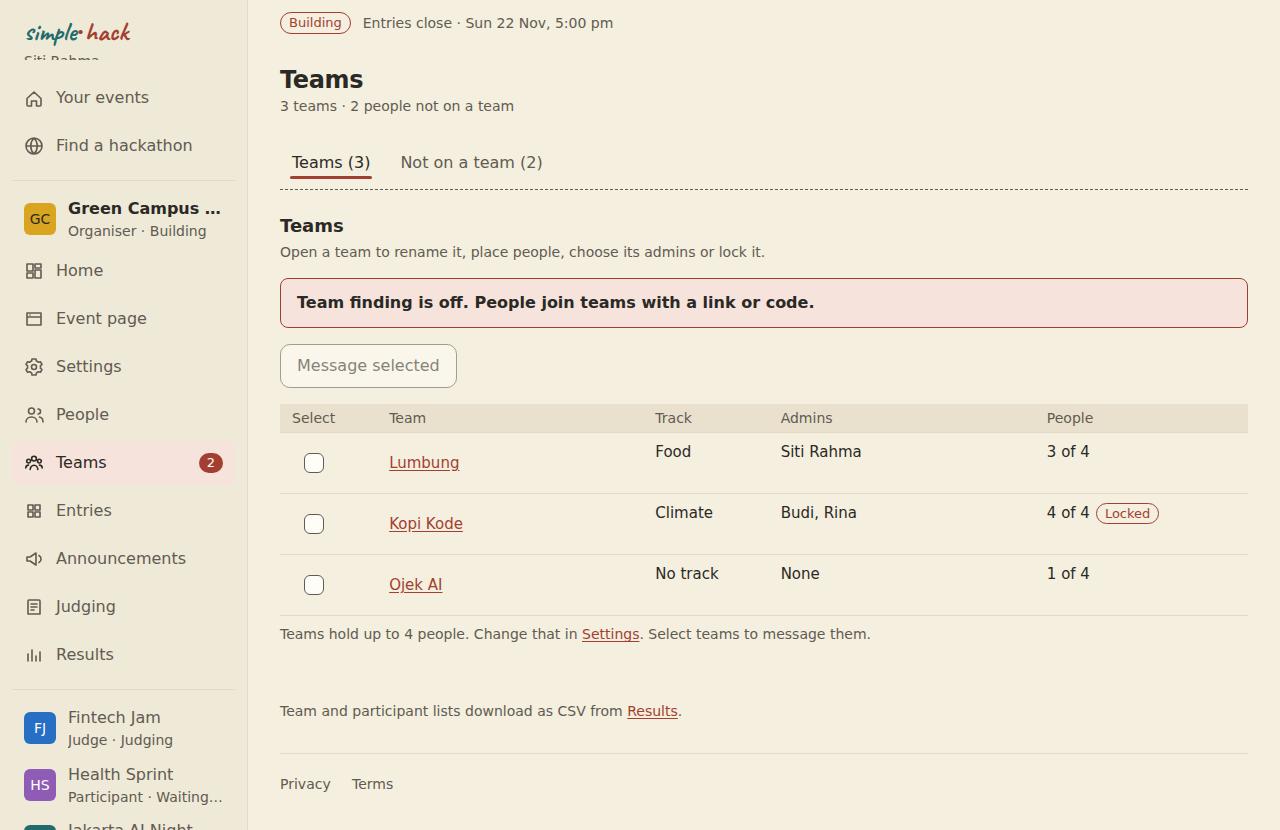 simple·hack
Siti Rahma
Your events
Find a hackathon
GC
Green Campus ...
Organiser · Building
Home
Event page
Settings
People
Teams
2
Entries
Announcements
Judging
Results
FJ
Fintech Jam
Judge · Judging
HS
Health Sprint
Participant · Waiting...
Jakarta AI Night
Building
Entries close · Sun 22 Nov, 5:00 pm
Teams
3 teams · 2 people not on a team
Teams (3)
Not on a team (2)
Teams
Open a team to rename it, place people, choose its admins or lock it.
Team finding is off. People join teams with a link or code.
Message selected
Select Team Track Admins People
Lumbung Food Siti Rahma 3 of 4
Kopi Kode Climate Budi, Rina 4 of 4 Locked
Ojek AI No track None 1 of 4
Teams hold up to 4 people. Change that in Settings. Select teams to message them.
Team and participant lists download as CSV from Results.
Privacy Terms